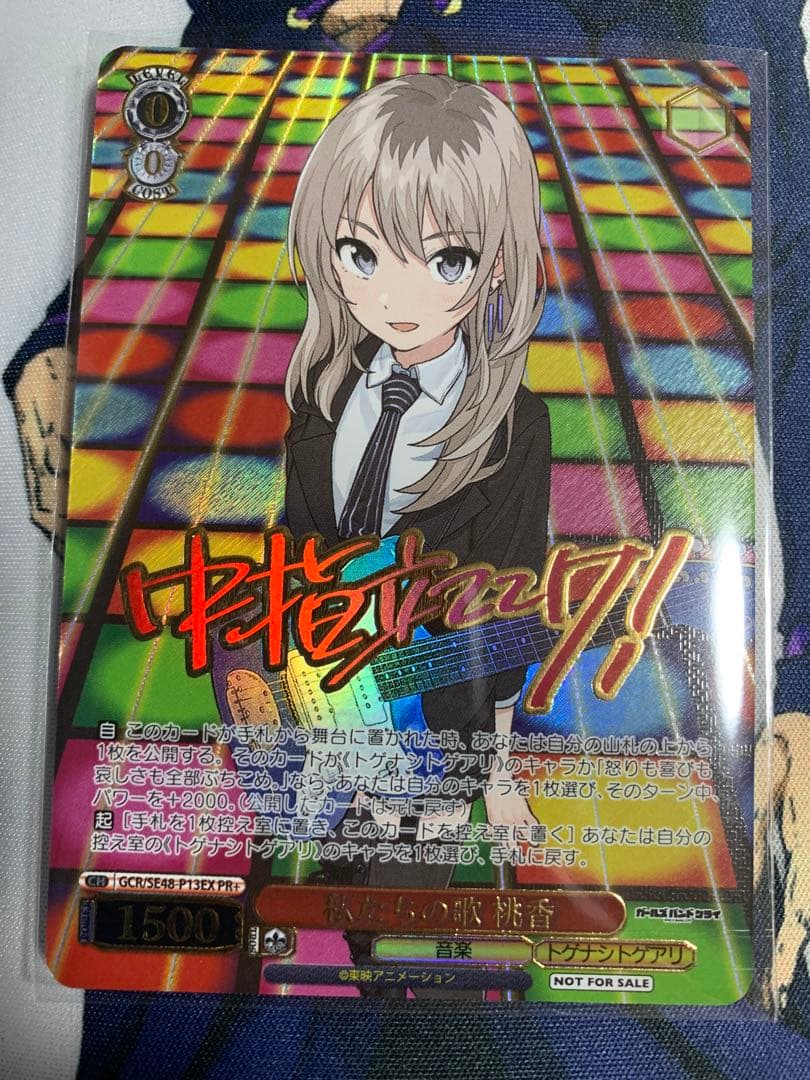 LEVEL
0
0
COST
中指立ててけ!
自 このカードが手札から舞台に置かれた時、あなたは自分の山札の上から
1枚を公開する。そのカードが《トゲナシトゲアリ》のキャラか「怒りも喜びも
哀しさも全部ぶちこめ。」なら、あなたは自分のキャラを1枚選び、そのターン中、
パワーを+2000。(公開したカードは元に戻す)
起 [手札を1枚控え室に置き、このカードを控え室に置く] あなたは自分の
控え室の《トゲナシトゲアリ》のキャラを1枚選び、手札に戻す。
CH GCR/SE48-P13EX PR+
1500
私たちの歌 桃香
ガールズバンドクライ
音楽
トゲナシトゲアリ
©東映アニメーション
NOT FOR SALE